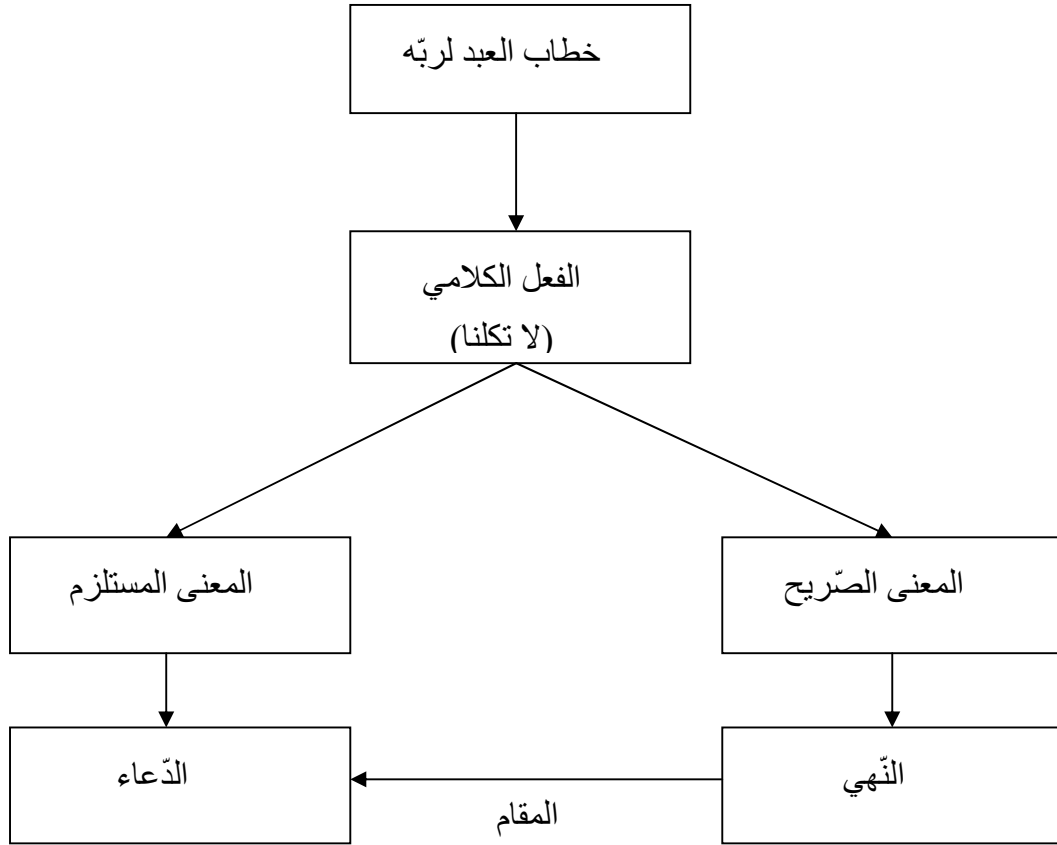 خطاب العبد لربّه
الفعل الكلامي
(لا تكلنا)
المعنى الصّريح
المعنى المستلزم
النّهي
الدّعاء
المقام